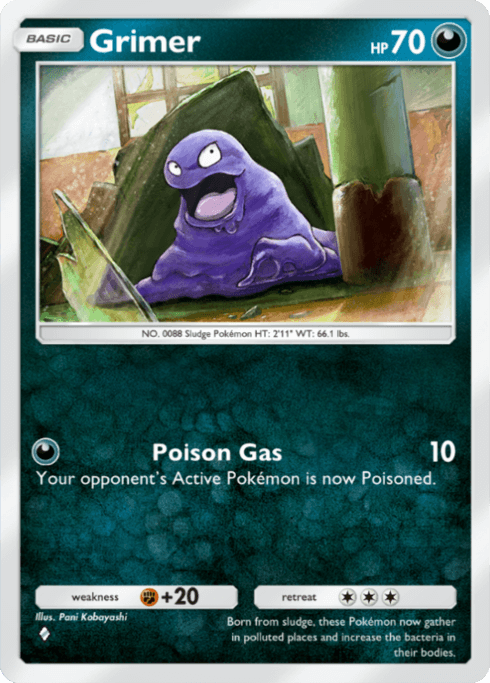 BASIC Grimer HP 70
NO. 0088 Sludge Pokémon HT: 2'11" WT: 66.1 lbs.
Poison Gas 10
Your opponent's Active Pokémon is now Poisoned.
weakness +20 retreat
Illus. Pani Kobayashi
Born from sludge, these Pokémon now gather
in polluted places and increase the bacteria in
their bodies.